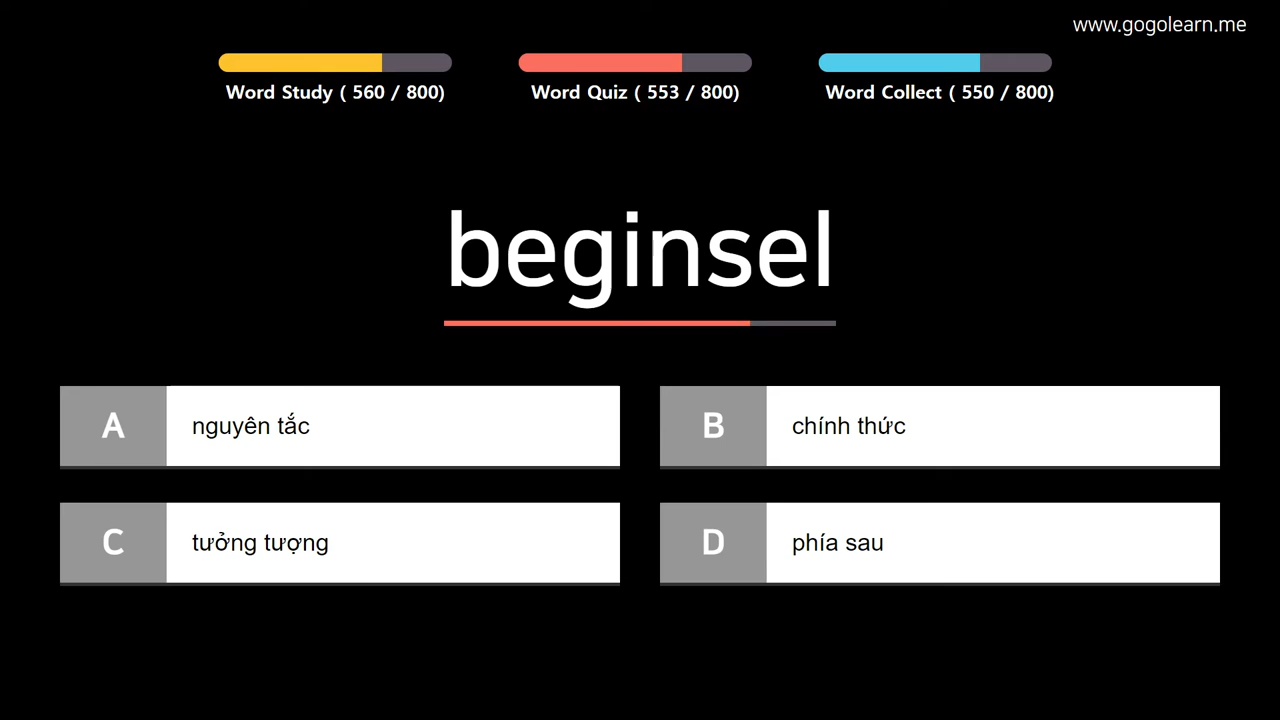 www.gogolearn.me
Word Study ( 560 / 800)
Word Quiz ( 553 / 800)
Word Collect ( 550 / 800)
beginsel
A
nguyên tắc
B
chính thức
C
tưởng tượng
D
phía sau